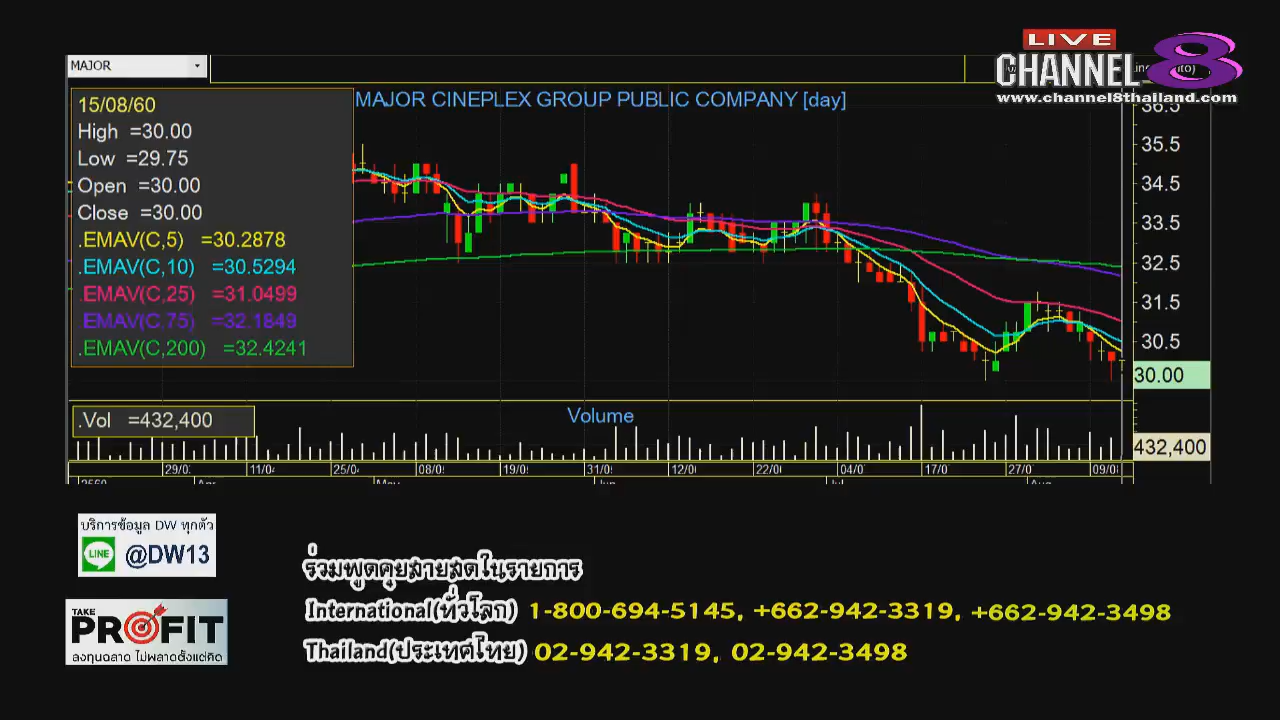 LIVE
CHANNEL 8
www.channel8thailand.com
MAJOR
MAJOR CINEPLEX GROUP PUBLIC COMPANY [day]
15/08/60
High =30.00
Low =29.75
Open =30.00
Close =30.00
.EMAV(C,5) =30.2878
.EMAV(C,10) =30.5294
.EMAV(C,25) =31.0499
.EMAV(C,75) =32.1849
.EMAV(C,200) =32.4241
36.5
35.5
34.5
33.5
32.5
31.5
30.5
30.00
.Vol =432,400
Volume
432,400
29/0 11/0 25/0 08/0 19/0 31/0 12/0 22/0 04/0 17/0 27/0 09/0
2560 Apr May Jun Jul Aug
บริการข้อมูล DW ทุกตัว
LINE @DW13
TAKE
PROFIT
ลงทุนฉลาด ไม่พลาดตั้งแต่คิด
ร่วมพูดคุยสายสดในรายการ
International(ทั่วโลก) 1-800-694-5145, +662-942-3319, +662-942-3498
Thailand(ประเทศไทย) 02-942-3319, 02-942-3498